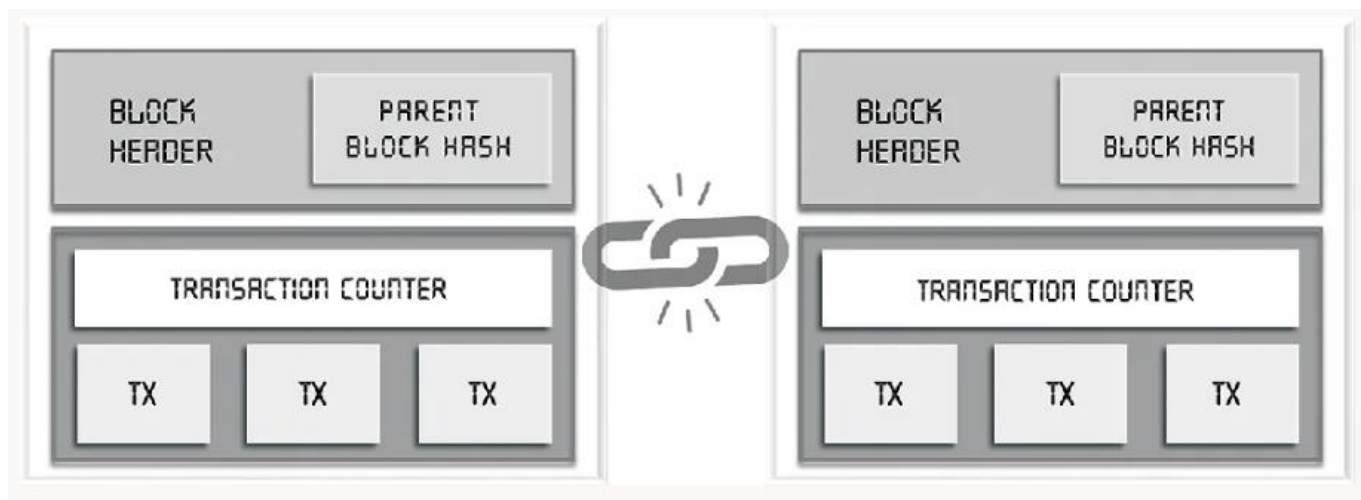 BLOCK
HEADER
PARENT
BLOCK HASH
TRANSACTION COUNTER
TX TX TX
BLOCK
HEADER
PARENT
BLOCK HASH
TRANSACTION COUNTER
TX TX TX